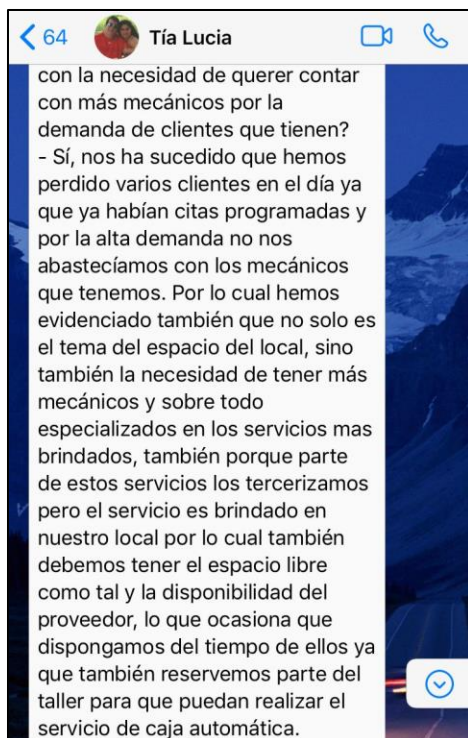 64
Tía Lucia
con la necesidad de querer contar
con más mecánicos por la
demanda de clientes que tienen?
- Sí, nos ha sucedido que hemos
perdido varios clientes en el día ya
que ya habían citas programadas y
por la alta demanda no nos
abastecíamos con los mecánicos
que tenemos. Por lo cual hemos
evidenciado también que no solo es
el tema del espacio del local, sino
también la necesidad de tener más
mecánicos y sobre todo
especializados en los servicios mas
brindados, también porque parte
de estos servicios los tercerizamos
pero el servicio es brindado en
nuestro local por lo cual también
debemos tener el espacio libre
como tal y la disponibilidad del
proveedor, lo que ocasiona que
dispongamos del tiempo de ellos ya
que también reservemos parte del
taller para que puedan realizar el
servicio de caja automática.